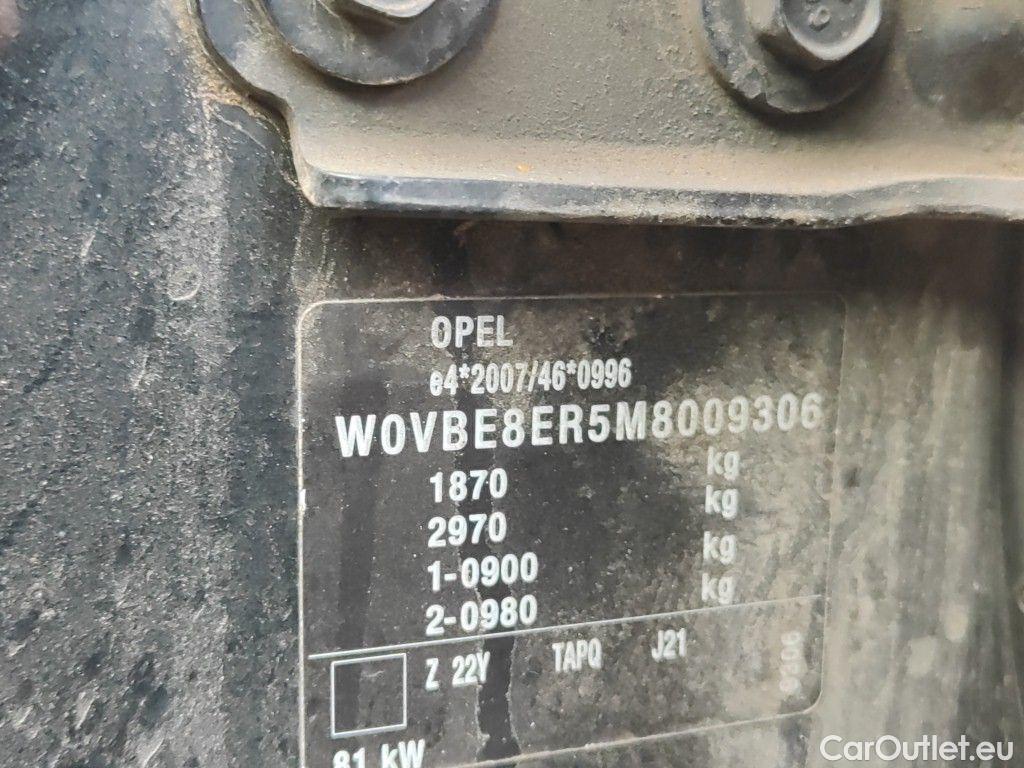 OPEL
e4*2007/46*0996
W0VBE8ER5M8009306
1870 kg
2970 kg
1-0900 kg
2-0980 kg
Z 22Y TAPQ J21
81 kW
CarOutlet.eu